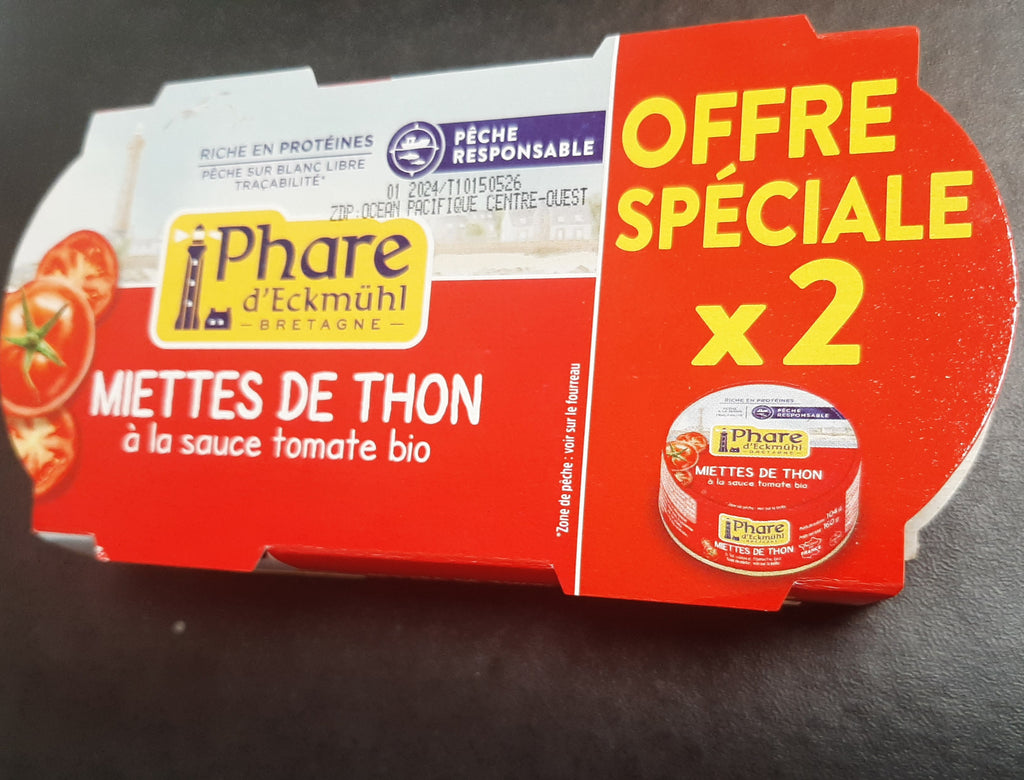 RICHE EN PROTÉINES
PÊCHE SUR BLANC LIBRE
TRAÇABILITÉ*
PÊCHE
RESPONSABLE
01 2024/T10150526
ZDP:OCEAN PACIFIQUE CENTRE-OUEST
Phare
d'Eckmühl
BRETAGNE
MIETTES DE THON
à la sauce tomate bio
*Zone de pêche : voir sur le fourreau
OFFRE
SPÉCIALE
x2
RICHE EN PROTÉINES
PÊCHE
RESPONSABLE
Phare
d'Eckmühl
BRETAGNE
MIETTES DE THON
à la sauce tomate bio
Phare
d'Eckmühl
MIETTES DE THON